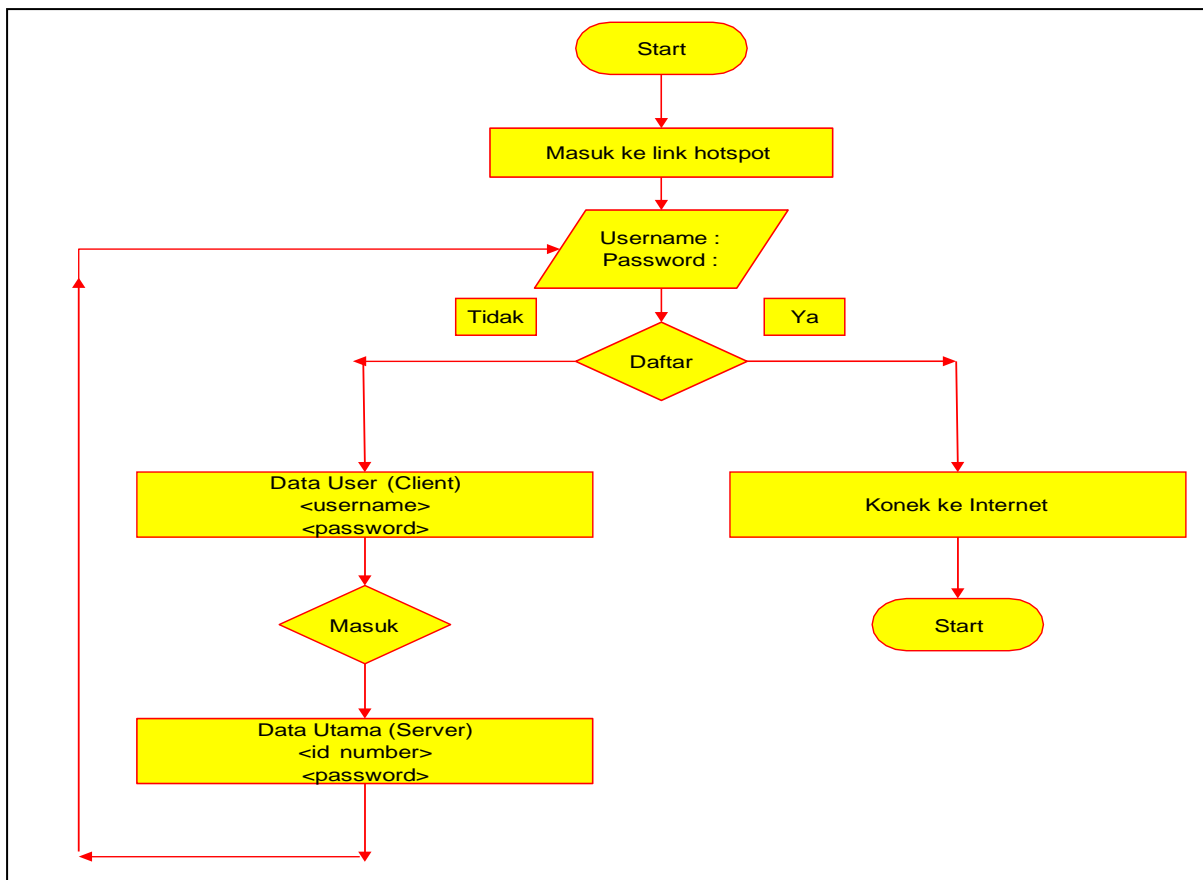 Start
Masuk ke link hotspot
Username :
Password :
Tidak
Ya
Daftar
Data User (Client)
<username>
<password>
Konek ke Internet
Masuk
Start
Data Utama (Server)
<id number>
<password>